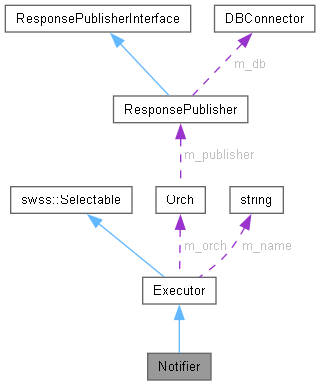 ResponsePublisherInterface DBConnector
m_db
ResponsePublisher
m_publisher
swss::Selectable Orch string
m_orch m_name
Executor
Notifier